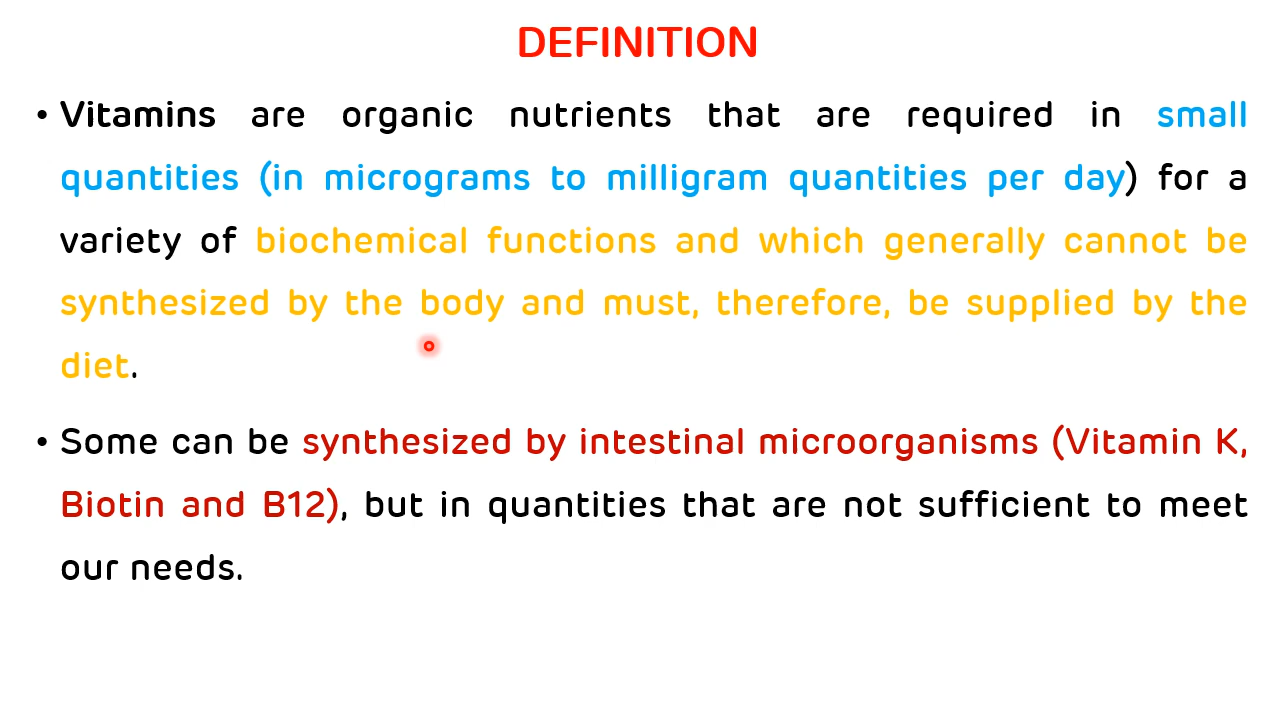 DEFINITION
• Vitamins are organic nutrients that are required in small
quantities (in micrograms to milligram quantities per day) for a
variety of biochemical functions and which generally cannot be
synthesized by the body and must, therefore, be supplied by the
diet.
• Some can be synthesized by intestinal microorganisms (Vitamin K,
Biotin and B12), but in quantities that are not sufficient to meet
our needs.